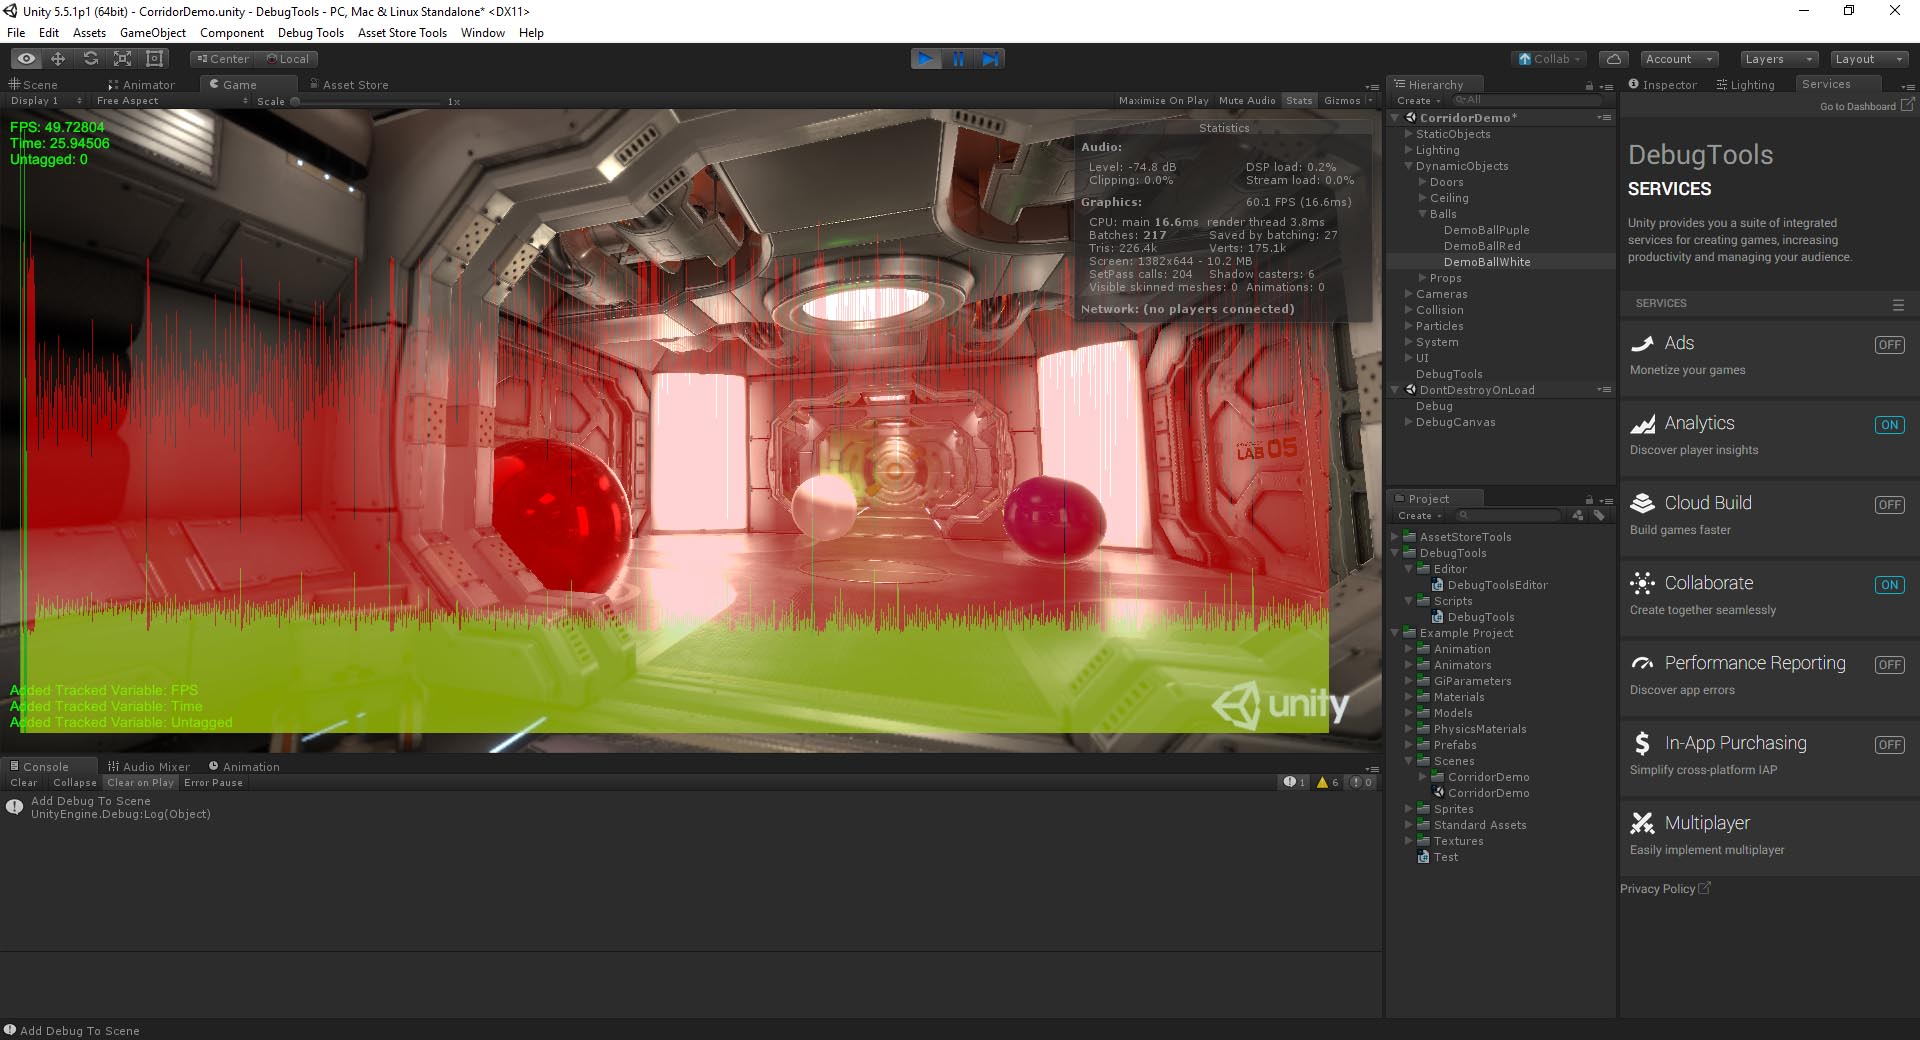 Unity 5.5.1p1 (64bit) - CorridorDemo.unity - DebugTools - PC, Mac & Linux Standalone* <DX11>
File Edit Assets GameObject Component Debug Tools Asset Store Tools Window Help
Center Local
Collab Account Layers Layout
Scene Animator Game Asset Store
Display 1 Free Aspect Scale 1x
Maximize On Play Mute Audio Stats Gizmos
FPS: 49.72804
Time: 25.94506
Untagged: 0
Statistics
Audio:
Level: -74.8 dB DSP load: 0.2%
Clipping: 0.0% Stream load: 0.0%
Graphics: 60.1 FPS (16.6ms)
CPU: main 16.6ms render thread 3.8ms
Batches: 217 Saved by batching: 27
Tris: 226.4k Verts: 175.1k
Screen: 1382x644 - 10.2 MB
SetPass calls: 204 Shadow casters: 6
Visible skinned meshes: 0 Animations: 0
Network: (no players connected)
LAB 05
Added Tracked Variable: FPS
Added Tracked Variable: Time
Added Tracked Variable: Untagged
unity
Console Audio Mixer Animation
Clear Collapse Clear on Play Error Pause
1 6 0
Add Debug To Scene
UnityEngine.Debug:Log(Object)
Add Debug To Scene
Hierarchy
Create All
CorridorDemo*
StaticObjects
Lighting
DynamicObjects
Doors
Ceiling
Balls
DemoBallPuple
DemoBallRed
DemoBallWhite
Props
Cameras
Collision
Particles
System
UI
DebugTools
DontDestroyOnLoad
Debug
DebugCanvas
Project
Create
AssetStoreTools
DebugTools
Editor
DebugToolsEditor
Scripts
DebugTools
Example Project
Animation
Animators
GiParameters
Materials
Models
PhysicsMaterials
Prefabs
Scenes
CorridorDemo
CorridorDemo
Sprites
Standard Assets
Textures
Test
Inspector Lighting Services
Go to Dashboard
DebugTools
SERVICES
Unity provides you a suite of integrated
services for creating games, increasing
productivity and managing your audience.
SERVICES
Ads OFF
Monetize your games
Analytics ON
Discover player insights
Cloud Build OFF
Build games faster
Collaborate ON
Create together seamlessly
Performance Reporting OFF
Discover app errors
In-App Purchasing OFF
Simplify cross-platform IAP
Multiplayer
Easily implement multiplayer
Privacy Policy